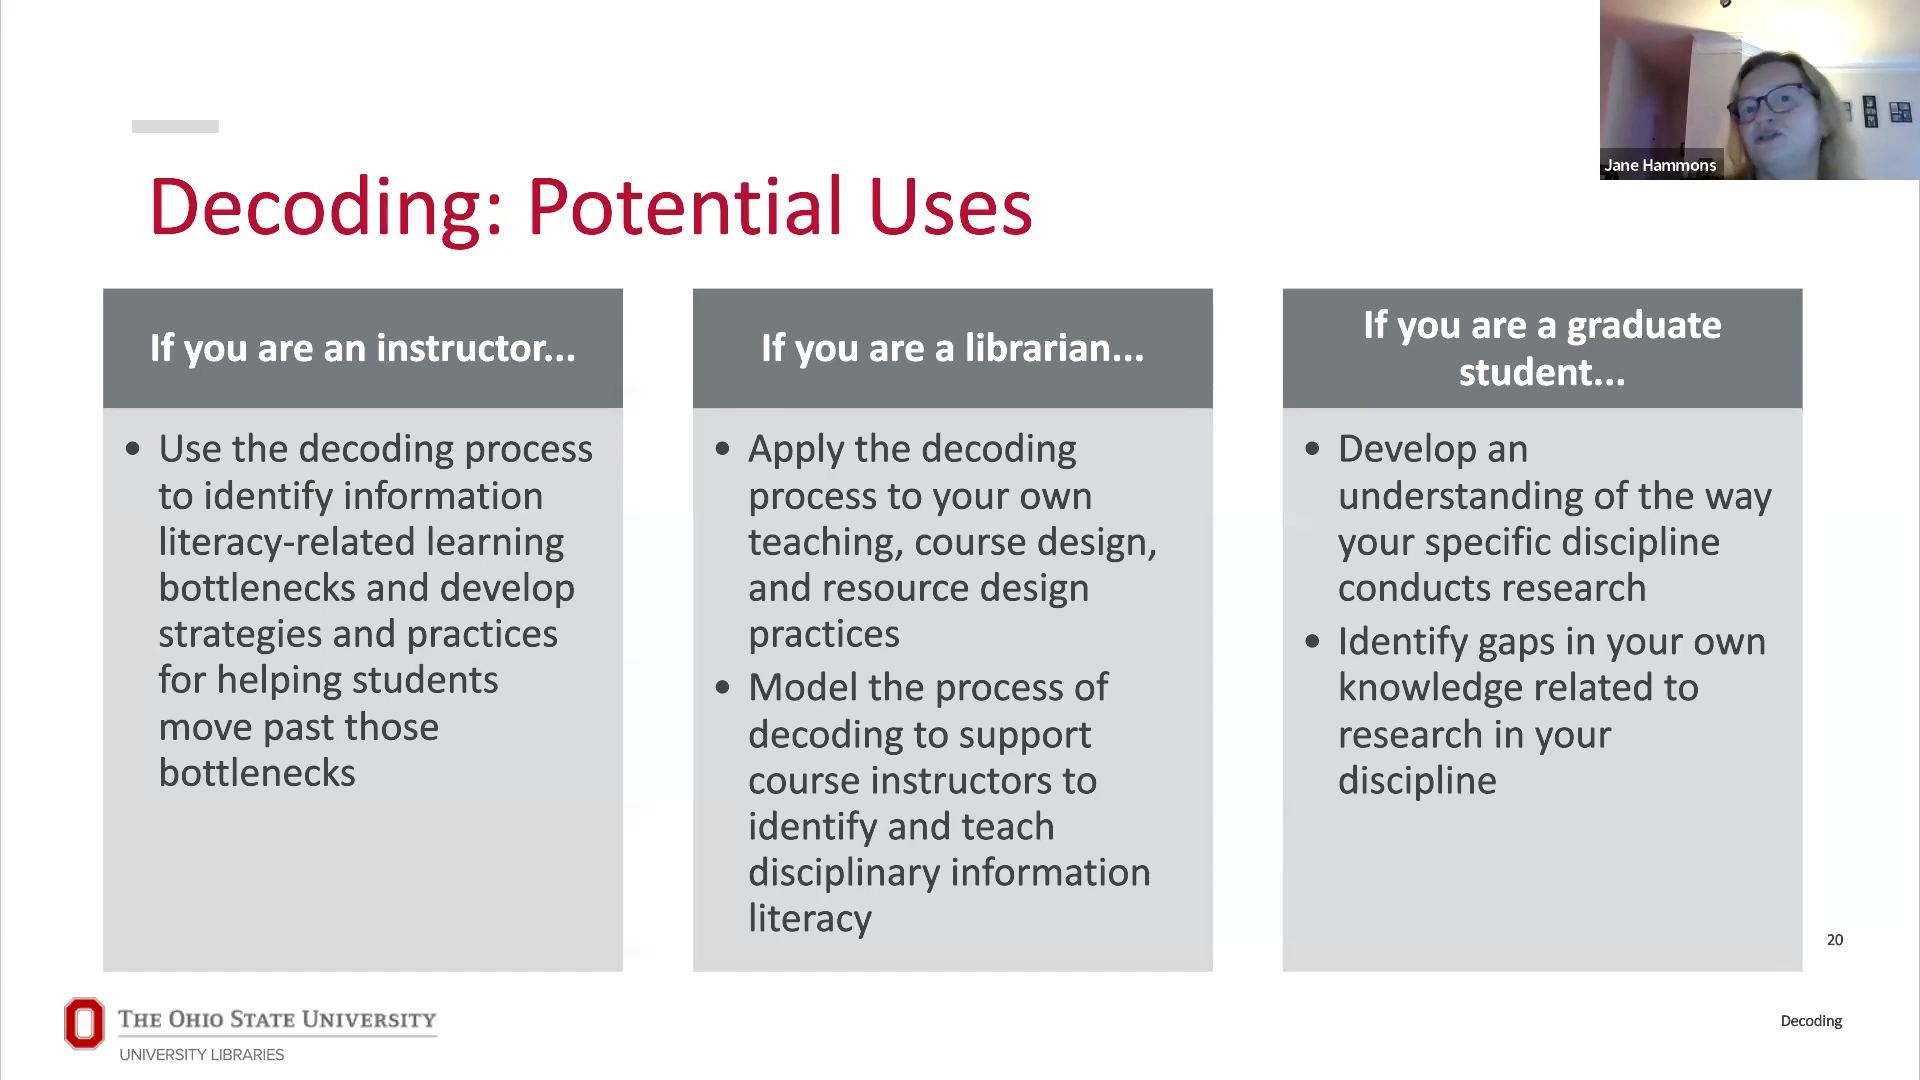 Jane Hammons
Decoding: Potential Uses
If you are an instructor...
• Use the decoding process
to identify information
literacy-related learning
bottlenecks and develop
strategies and practices
for helping students
move past those
bottlenecks
If you are a librarian...
• Apply the decoding
process to your own
teaching, course design,
and resource design
practices
• Model the process of
decoding to support
course instructors to
identify and teach
disciplinary information
literacy
If you are a graduate
student...
• Develop an
understanding of the way
your specific discipline
conducts research
• Identify gaps in your own
knowledge related to
research in your
discipline
20
THE OHIO STATE UNIVERSITY
UNIVERSITY LIBRARIES
Decoding